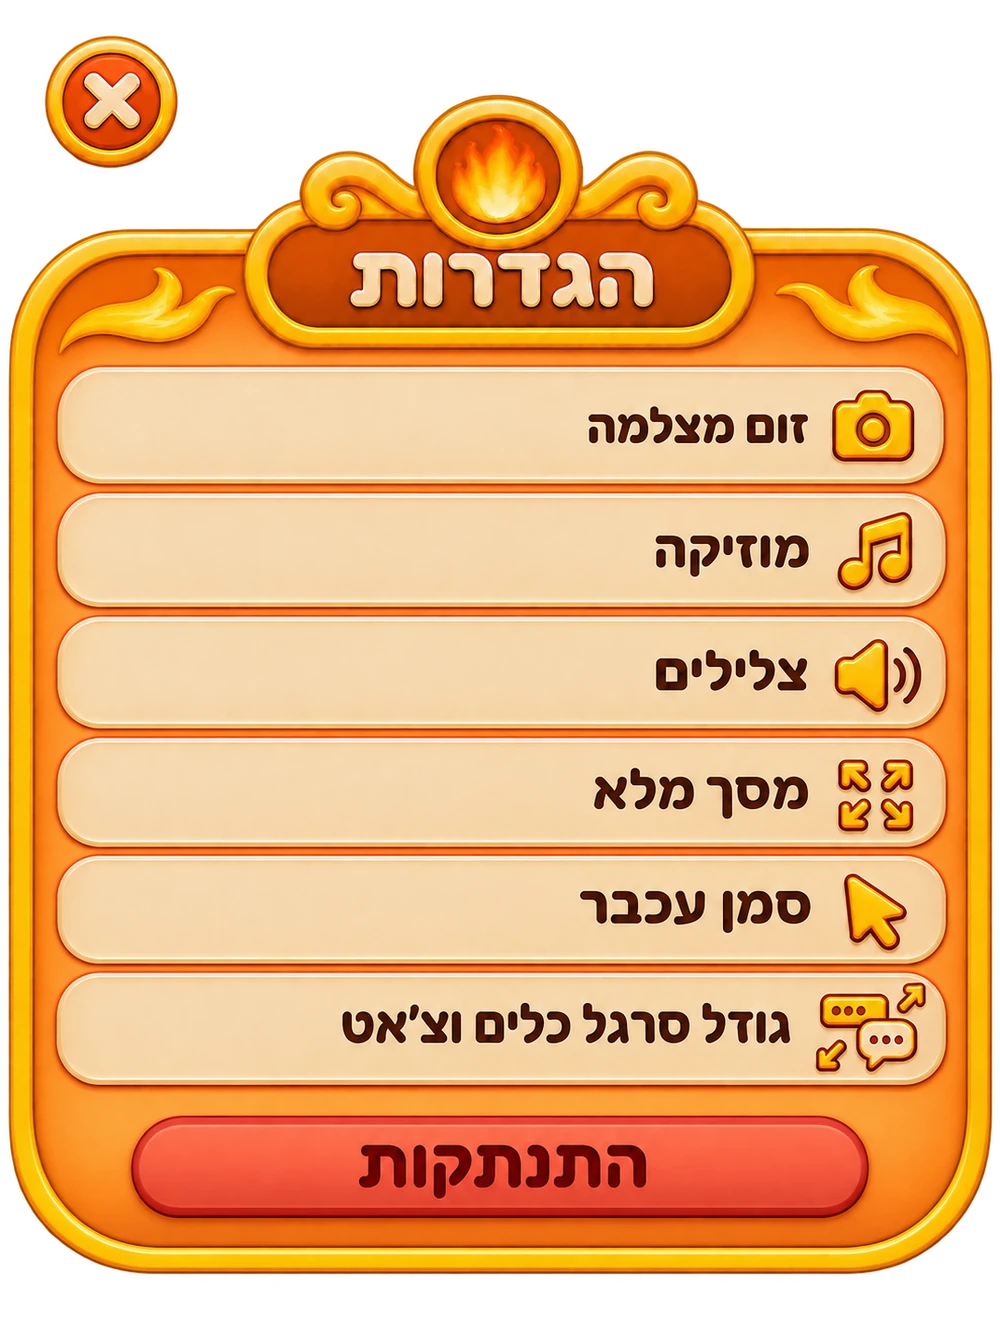 הגדרות
זום מצלמה
מוזיקה
צלילים
מסך מלא
סמן עכבר
גודל סרגל כלים וצ'אט
התנתקות